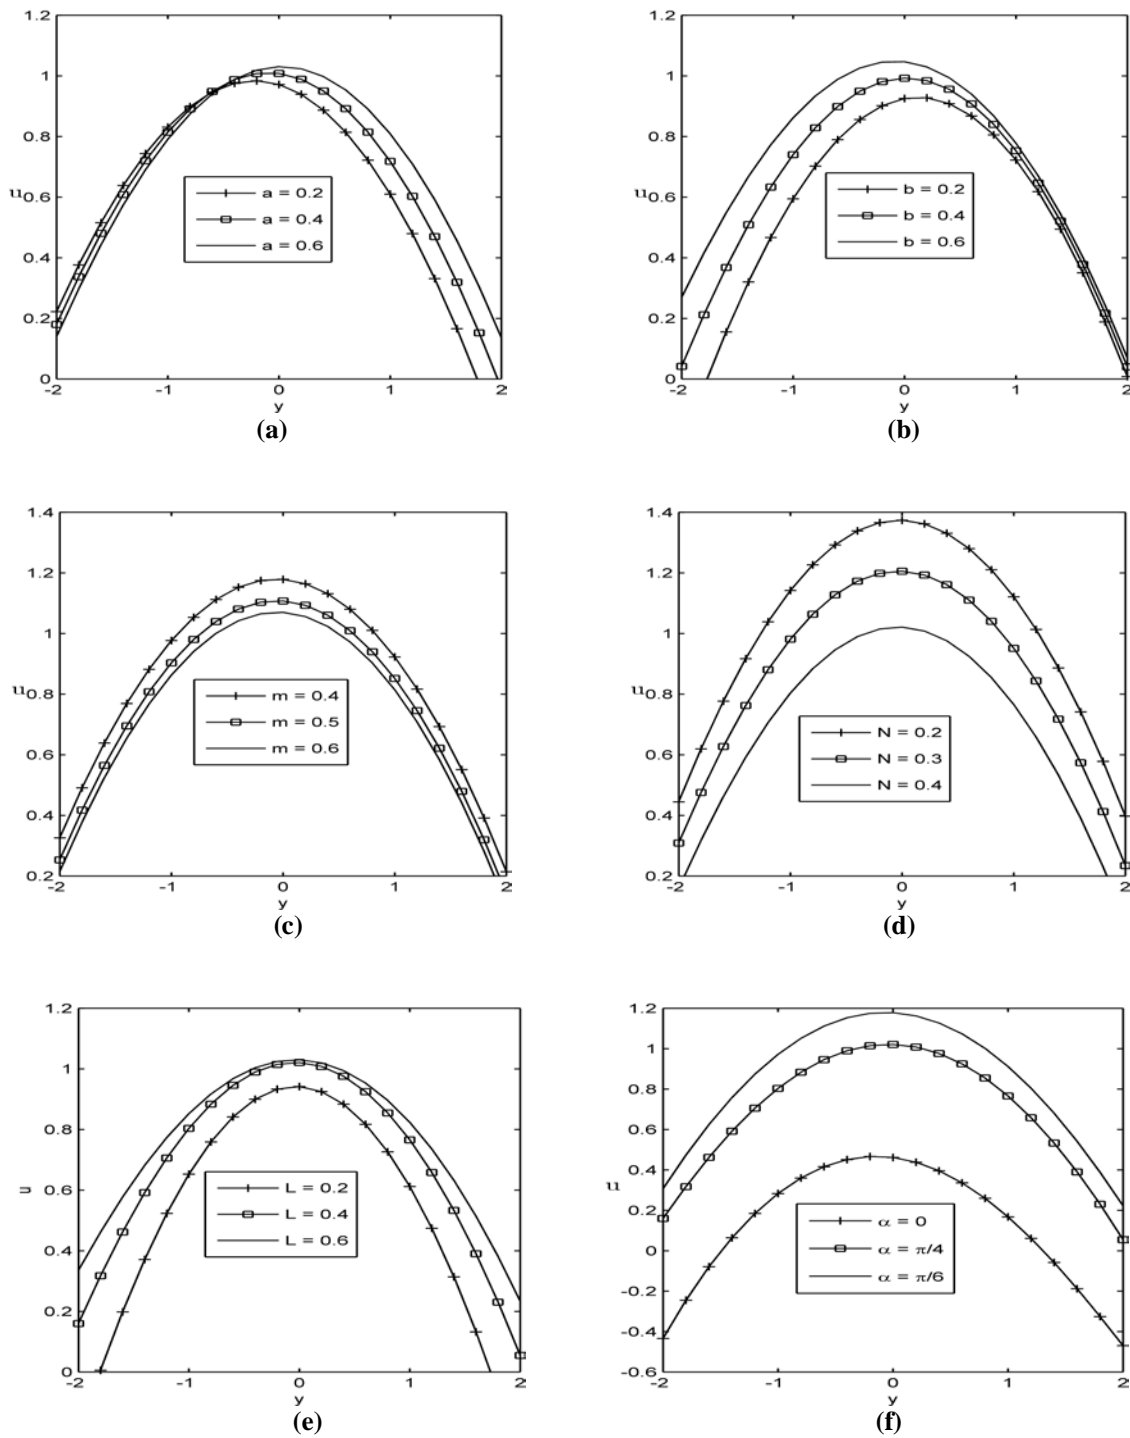 1.2
1
0.8
u
0.6
0.4
0.2
0
-2
-1
0
1
2
y
a = 0.2
a = 0.4
a = 0.6
(a)
1.2
1
0.8
u
0.6
0.4
0.2
0
-2
-1
0
1
2
y
b = 0.2
b = 0.4
b = 0.6
(b)
1.4
1.2
1
0.8
u
0.6
0.4
0.2
-2
-1
0
1
2
y
m = 0.4
m = 0.5
m = 0.6
(c)
1.4
1.2
1
0.8
u
0.6
0.4
0.2
-2
-1
0
1
2
y
N = 0.2
N = 0.3
N = 0.4
(d)
1.2
1
0.8
u
0.6
0.4
0.2
0
-2
-1
0
1
2
y
L = 0.2
L = 0.4
L = 0.6
(e)
1.2
1
0.8
0.6
0.4
u
0.2
0
-0.2
-0.4
-0.6
-2
-1
0
1
2
y
α = 0
α = π/4
α = π/6
(f)